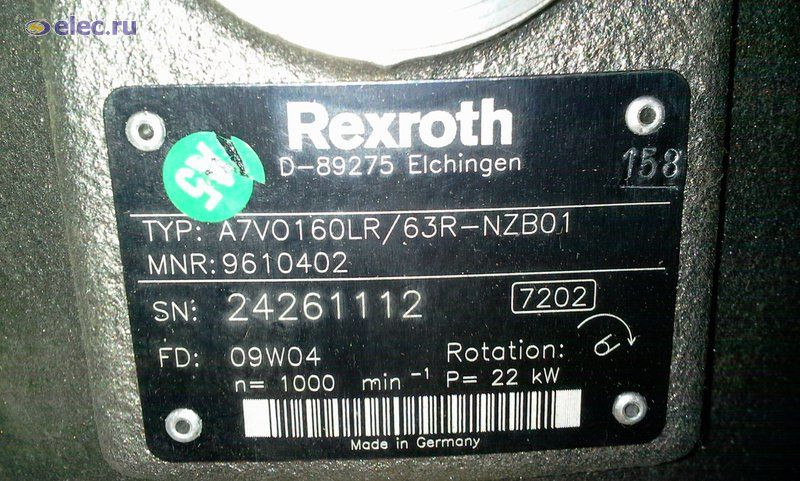 elec.ru
Rexroth
D-89275 Elchingen
158
TYP: A7VO160LR/63R-NZB01
MNR: 9610402
SN: 24261112 7202
FD: 09W04 Rotation:
n= 1000 min⁻¹ P= 22 kW
Made in Germany